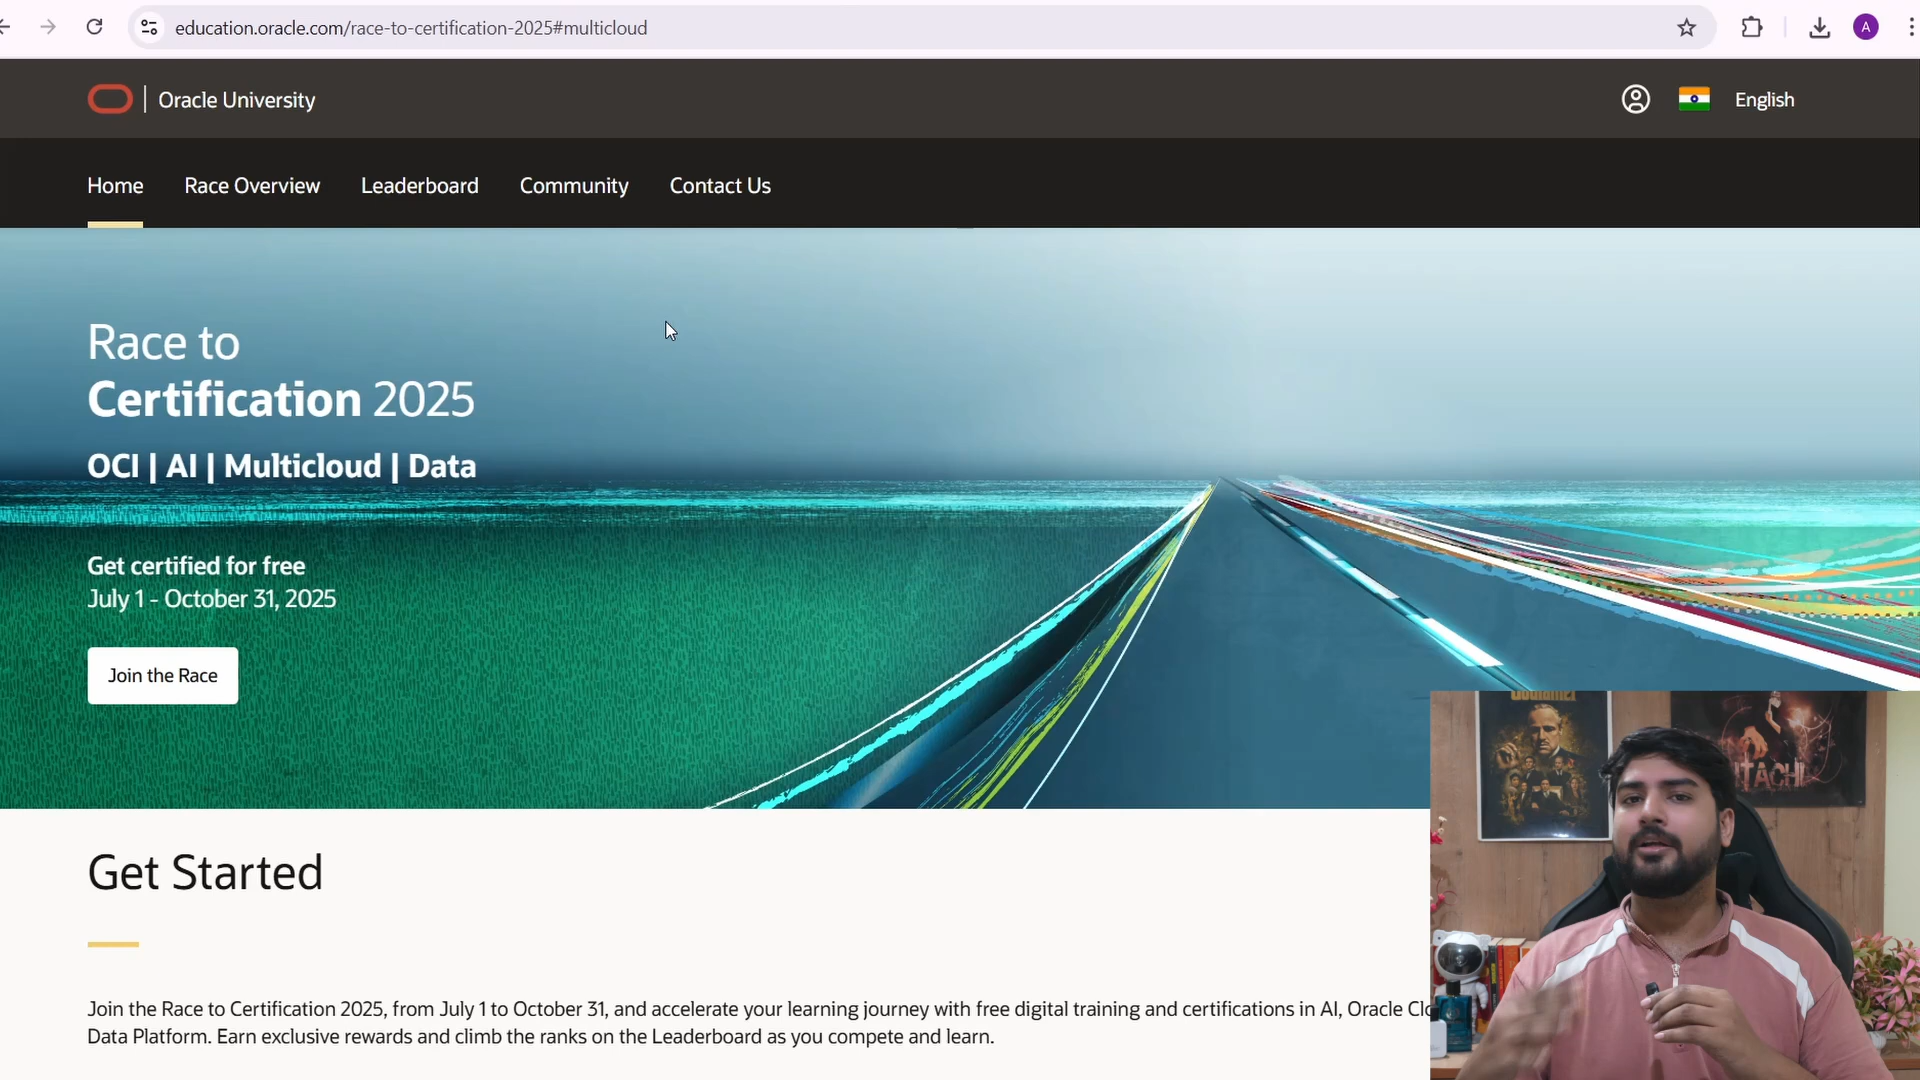 education.oracle.com/race-to-certification-2025#multicloud
A
Oracle University
English
Home
Race Overview
Leaderboard
Community
Contact Us
Race to
Certification 2025
OCI | AI | Multicloud | Data
Get certified for free
July 1 - October 31, 2025
Join the Race
Get Started
Join the Race to Certification 2025, from July 1 to October 31, and accelerate your learning journey with free digital training and certifications in AI, Oracle
Data Platform. Earn exclusive rewards and climb the ranks on the Leaderboard as you compete and learn.